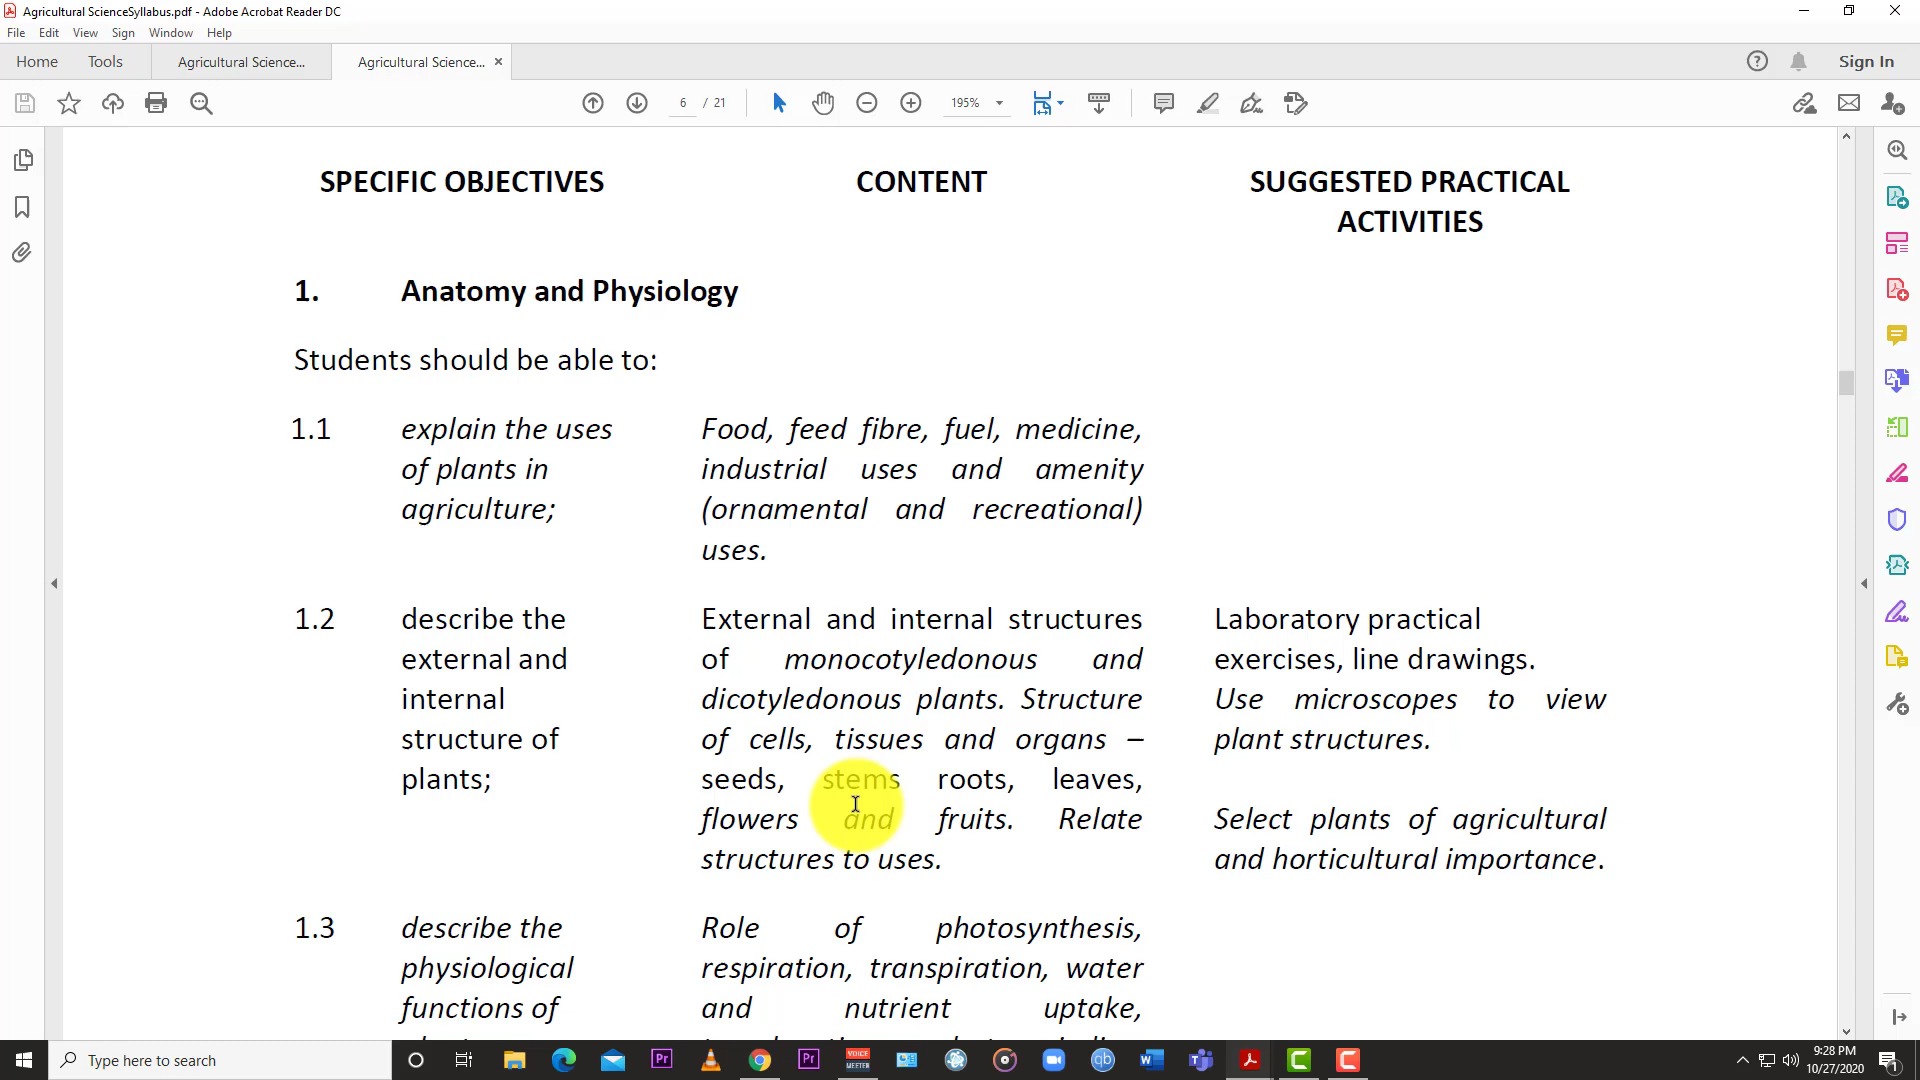 Agricultural ScienceSyllabus.pdf - Adobe Acrobat Reader DC
File Edit View Sign Window Help
Home Tools Agricultural Science... Agricultural Science... × Sign In
6 / 21 195%
SPECIFIC OBJECTIVES CONTENT SUGGESTED PRACTICAL
ACTIVITIES
1. Anatomy and Physiology
Students should be able to:
1.1 explain the uses Food, feed fibre, fuel, medicine,
of plants in industrial uses and amenity
agriculture; (ornamental and recreational)
uses.
1.2 describe the External and internal structures Laboratory practical
external and of monocotyledonous and exercises, line drawings.
internal dicotyledonous plants. Structure Use microscopes to view
structure of of cells, tissues and organs – plant structures.
plants; seeds, stems roots, leaves,
flowers and fruits. Relate Select plants of agricultural
structures to uses. and horticultural importance.
1.3 describe the Role of photosynthesis,
physiological respiration, transpiration, water
functions of and nutrient uptake,
Type here to search
Pr Pr VOICE MEETER qb
9:28 PM
10/27/2020
1